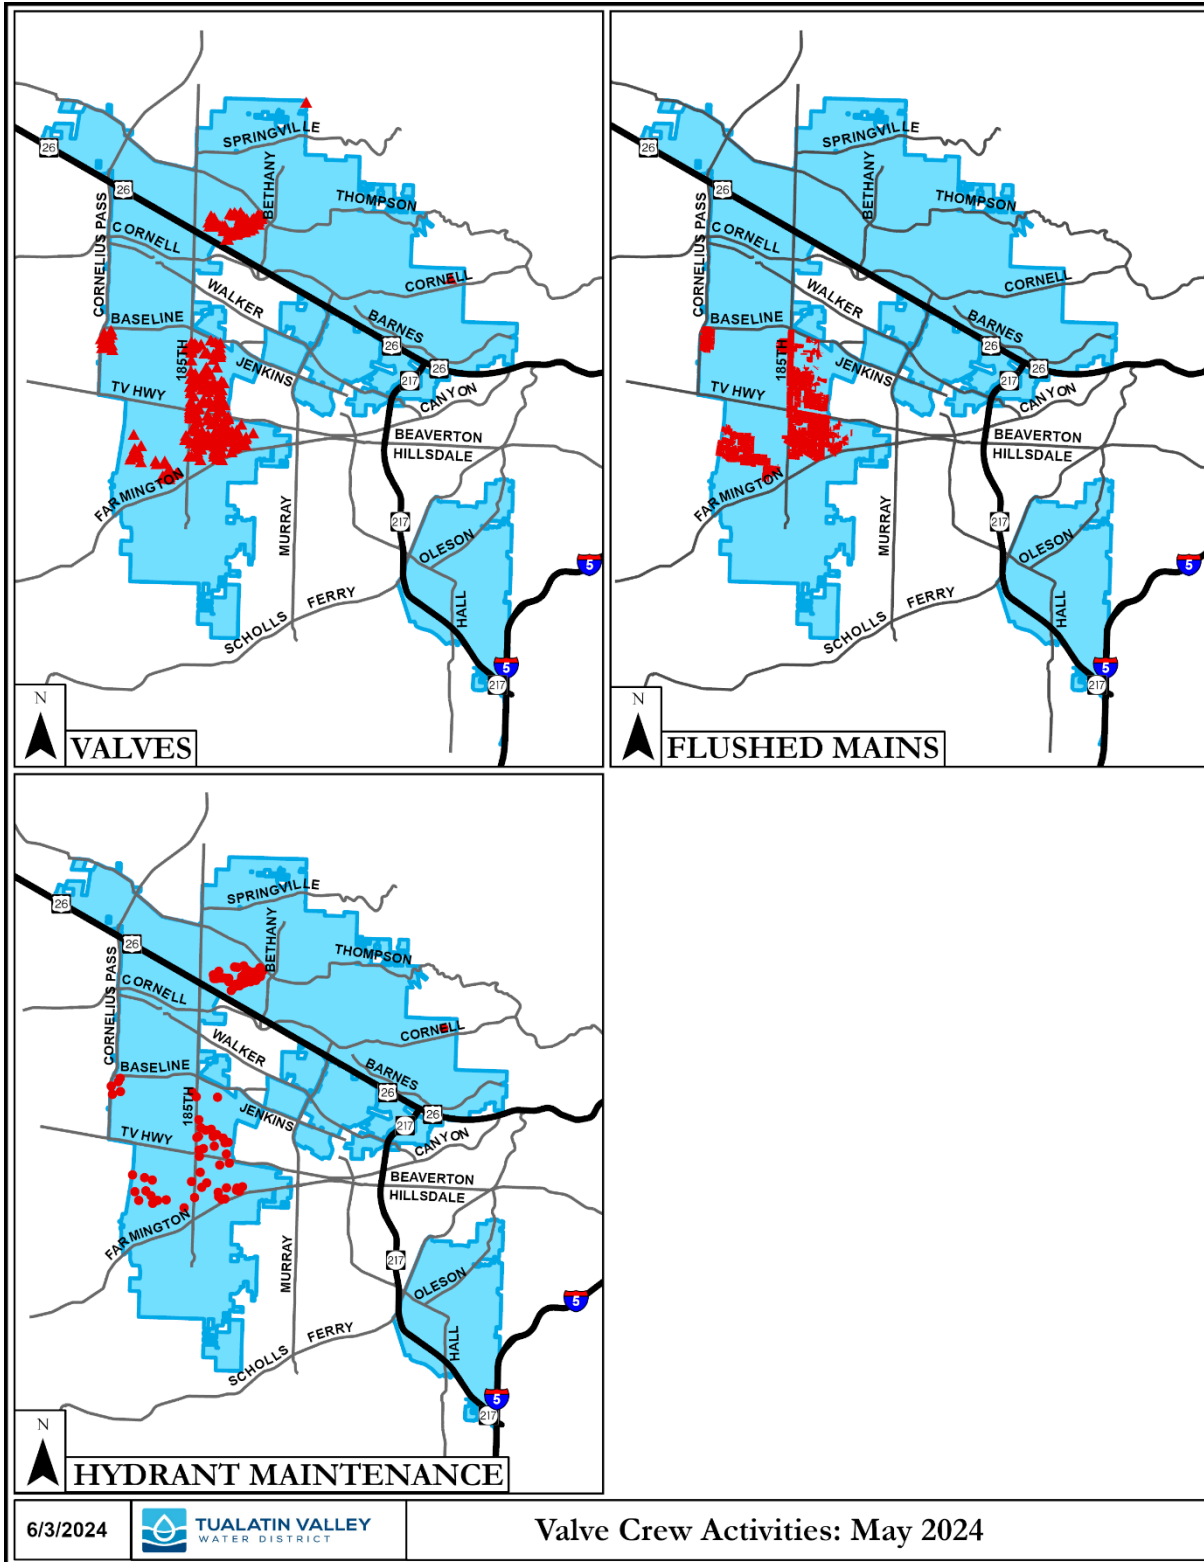 SPRINGVILLE
26
BETHANY
26
THOMPSON
CORNELIUS PASS
CORNELL
CORNELL
WALKER
BASELINE
BARNES
185TH
26
JENKINS
26
217
TV HWY
CANYON
BEAVERTON
HILLSDALE
FARMINGTON
217
MURRAY
OLESON
5
FERRY
HALL
SCHOLLS
5
217
N
VALVES
SPRINGVILLE
26
BETHANY
26
THOMPSON
CORNELIUS PASS
CORNELL
CORNELL
WALKER
BASELINE
BARNES
185TH
26
JENKINS
26
217
TV HWY
CANYON
BEAVERTON
HILLSDALE
FARMINGTON
217
MURRAY
OLESON
5
FERRY
HALL
SCHOLLS
5
217
N
FLUSHED MAINS
SPRINGVILLE
26
BETHANY
26
THOMPSON
CORNELIUS PASS
CORNELL
CORNELL
WALKER
BASELINE
BARNES
185TH
26
JENKINS
26
217
TV HWY
CANYON
BEAVERTON
HILLSDALE
FARMINGTON
217
MURRAY
OLESON
5
FERRY
HALL
SCHOLLS
5
217
N
HYDRANT MAINTENANCE
6/3/2024
TUALATIN VALLEY
WATER DISTRICT
Valve Crew Activities: May 2024